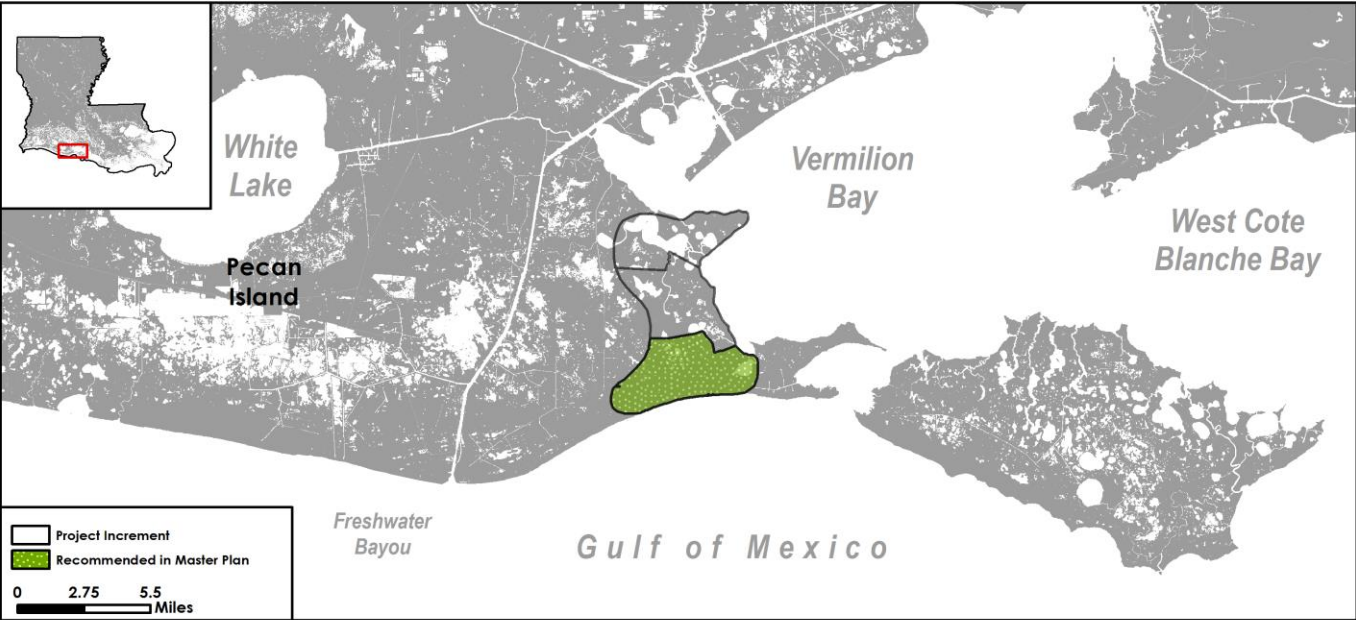 White
Lake
Vermilion
Bay
West Cote
Blanche Bay
Pecan
Island
Freshwater
Bayou
Gulf of Mexico
Project Increment
Recommended in Master Plan
0 2.75 5.5
Miles